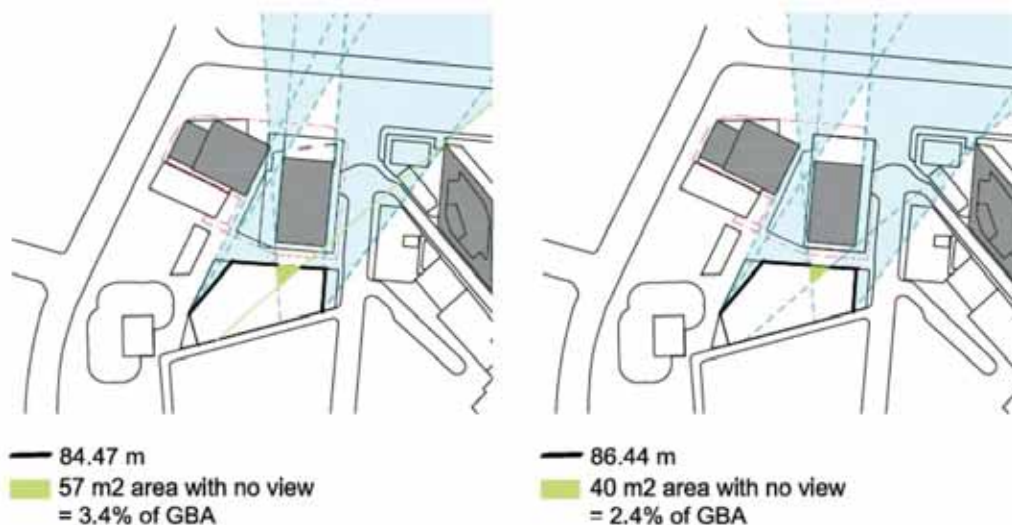 84.47 m
57 m2 area with no view
= 3.4% of GBA
86.44 m
40 m2 area with no view
= 2.4% of GBA